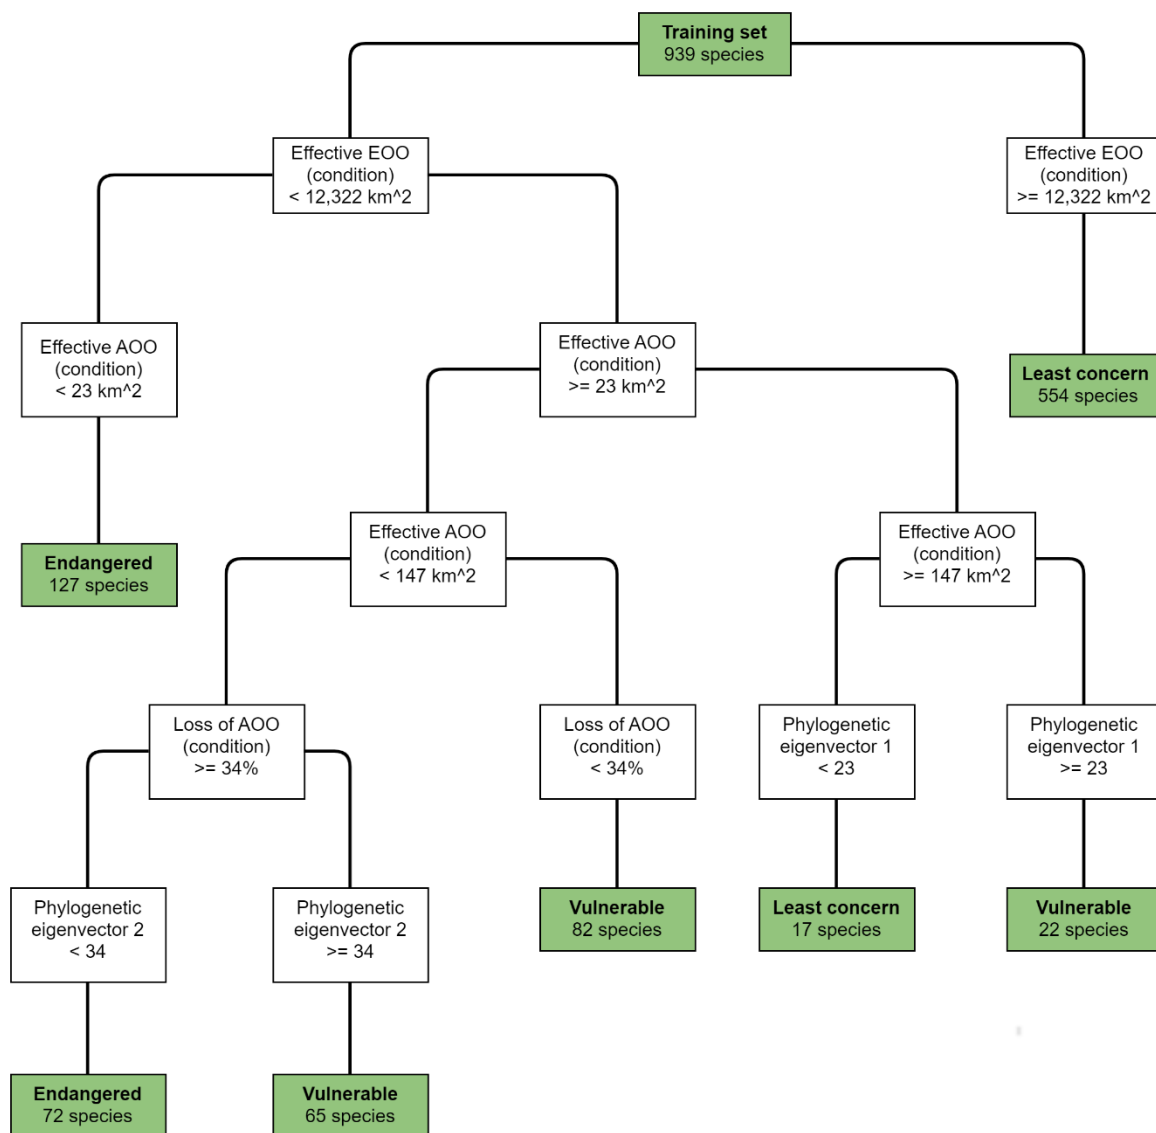 Training set
939 species
Effective EOO
(condition)
< 12,322 km^2
Effective EOO
(condition)
>= 12,322 km^2
Effective AOO
(condition)
< 23 km^2
Effective AOO
(condition)
>= 23 km^2
Least concern
554 species
Effective AOO
(condition)
< 147 km^2
Effective AOO
(condition)
>= 147 km^2
Endangered
127 species
Loss of AOO
(condition)
>= 34%
Loss of AOO
(condition)
< 34%
Phylogenetic
eigenvector 1
< 23
Phylogenetic
eigenvector 1
>= 23
Phylogenetic
eigenvector 2
< 34
Phylogenetic
eigenvector 2
>= 34
Vulnerable
82 species
Least concern
17 species
Vulnerable
22 species
Endangered
72 species
Vulnerable
65 species